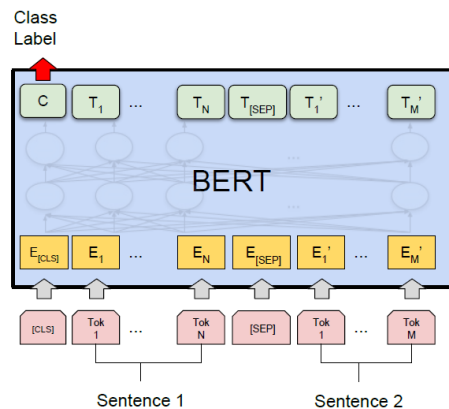 Class
Label
C T1 ... TN T[SEP] T1' ... TM'
...
BERT
...
E[CLS] E1 ... EN E[SEP] E1' ... EM'
[CLS] Tok 1 ... Tok N [SEP] Tok 1 ... Tok M
Sentence 1 Sentence 2